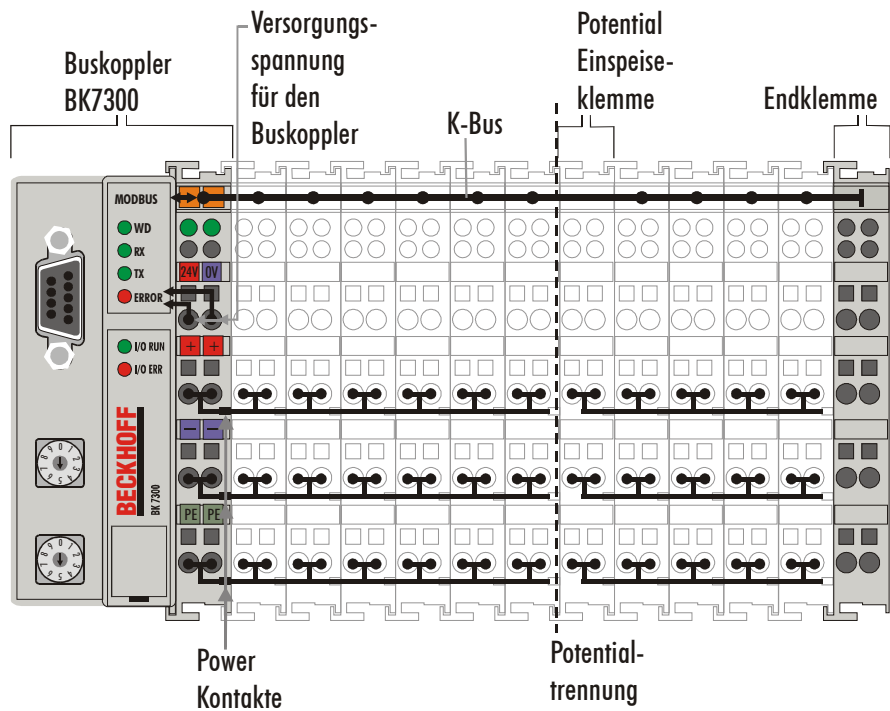 Versorgungs-
spannung
für den
Buskoppler
Potential
Einspeise-
klemme
Buskoppler
BK7300
K-Bus
Endklemme
MODBUS
WD
RX
TX
ERROR
24V 0V
I/O RUN
I/O ERR
+ +
BECKHOFF
BK 7300
− −
PE PE
Power
Kontakte
Potential-
trennung